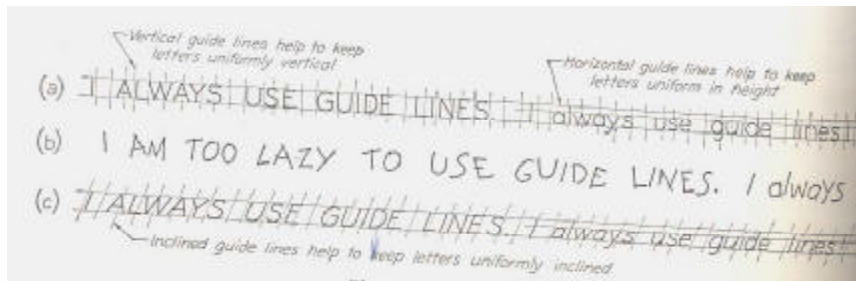 Vertical guide lines help to keep
letters uniformly vertical
Horizontal guide lines help to keep
letters uniform in height
(a) I ALWAYS USE GUIDE LINES. I always use guide lines!
(b) I AM TOO LAZY TO USE GUIDE LINES. I always
(c) I ALWAYS USE GUIDE LINES. I always use guide lines!
Inclined guide lines help to keep letters uniformly inclined.